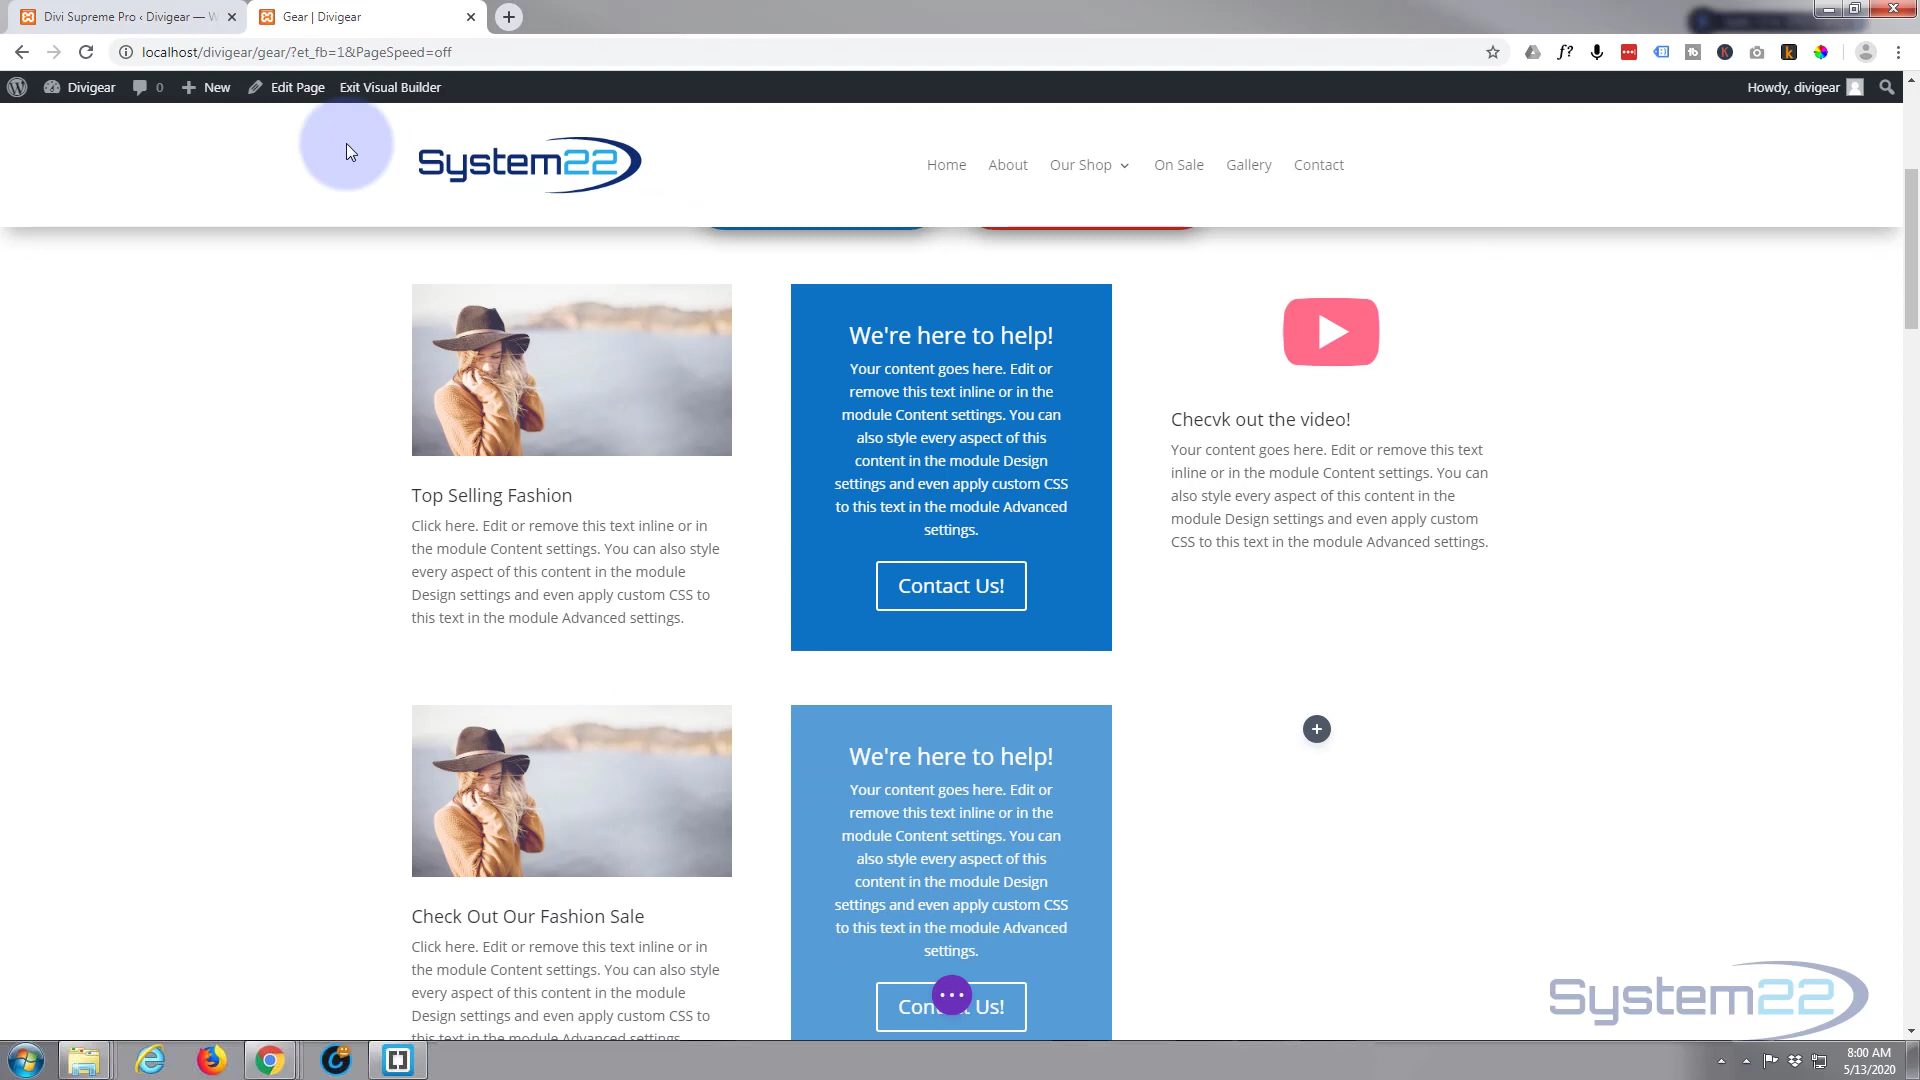 Divi Supreme Pro ‹ Divigear — W
Gear | Divigear
localhost/divigear/gear/?et_fb=1&PageSpeed=off
f?
Divigear
0
New
Edit Page
Exit Visual Builder
Howdy, divigear
System22
Home
About
Our Shop
On Sale
Gallery
Contact
Top Selling Fashion
Click here. Edit or remove this text inline or in
the module Content settings. You can also style
every aspect of this content in the module
Design settings and even apply custom CSS to
this text in the module Advanced settings.
We're here to help!
Your content goes here. Edit or
remove this text inline or in the
module Content settings. You can
also style every aspect of this
content in the module Design
settings and even apply custom CSS
to this text in the module Advanced
settings.
Contact Us!
Checvk out the video!
Your content goes here. Edit or remove this text
inline or in the module Content settings. You can
also style every aspect of this content in the
module Design settings and even apply custom
CSS to this text in the module Advanced settings.
Check Out Our Fashion Sale
Click here. Edit or remove this text inline or in
the module Content settings. You can also style
every aspect of this content in the module
Design settings and even apply custom CSS to
this text in the module Advanced settings.
We're here to help!
Your content goes here. Edit or
remove this text inline or in the
module Content settings. You can
also style every aspect of this
content in the module Design
settings and even apply custom CSS
to this text in the module Advanced
settings.
Contact Us!
System22
8:00 AM
5/13/2020